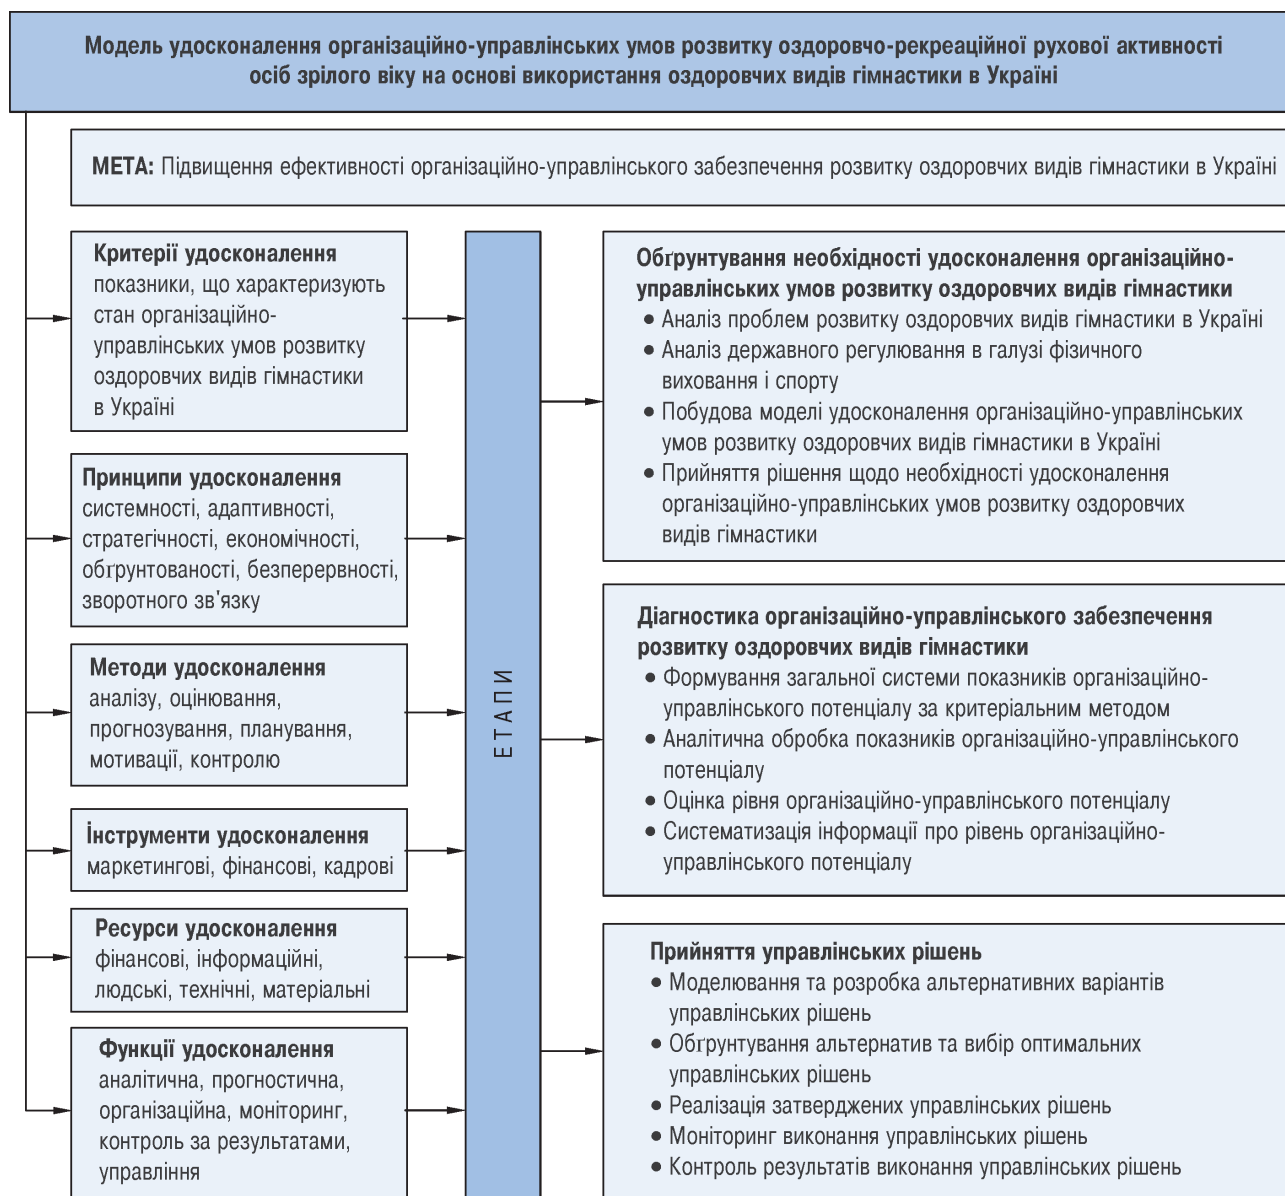 Модель удосконалення організаційно-управлінських умов розвитку оздоровчо-рекреаційної рухової активності
осіб зрілого віку на основі використання оздоровчих видів гімнастики в Україні
МЕТА: Підвищення ефективності організаційно-управлінського забезпечення розвитку оздоровчих видів гімнастики в Україні
Критерії удосконалення
показники, що характеризують
стан організаційно-
управлінських умов розвитку
оздоровчих видів гімнастики
в Україні
Принципи удосконалення
системності, адаптивності,
стратегічності, економічності,
обґрунтованості, безперервності,
зворотного зв'язку
Методи удосконалення
аналізу, оцінювання,
прогнозування, планування,
мотивації, контролю
Інструменти удосконалення
маркетингові, фінансові, кадрові
Ресурси удосконалення
фінансові, інформаційні,
людські, технічні, матеріальні
Функції удосконалення
аналітична, прогностична,
організаційна, моніторинг,
контроль за результатами,
управління
ЕТАПИ
Обґрунтування необхідності удосконалення організаційно-
управлінських умов розвитку оздоровчих видів гімнастики
● Аналіз проблем розвитку оздоровчих видів гімнастики в Україні
● Аналіз державного регулювання в галузі фізичного
виховання і спорту
● Побудова моделі удосконалення організаційно-управлінських
умов розвитку оздоровчих видів гімнастики в Україні
● Прийняття рішення щодо необхідності удосконалення
організаційно-управлінських умов розвитку оздоровчих
видів гімнастики
Діагностика організаційно-управлінського забезпечення
розвитку оздоровчих видів гімнастики
● Формування загальної системи показників організаційно-
управлінського потенціалу за критеріальним методом
● Аналітична обробка показників організаційно-управлінського
потенціалу
● Оцінка рівня організаційно-управлінського потенціалу
● Систематизація інформації про рівень організаційно-
управлінського потенціалу
Прийняття управлінських рішень
● Моделювання та розробка альтернативних варіантів
управлінських рішень
● Обґрунтування альтернатив та вибір оптимальних
управлінських рішень
● Реалізація затверджених управлінських рішень
● Моніторинг виконання управлінських рішень
● Контроль результатів виконання управлінських рішень